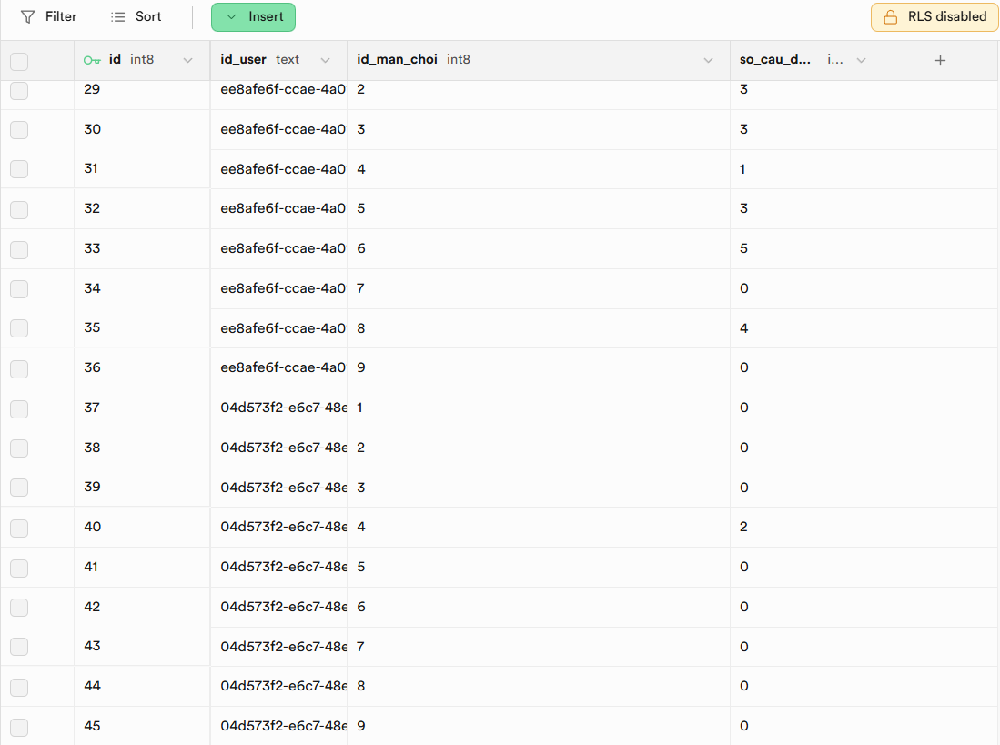 Filter Sort Insert RLS disabled
id int8 id_user text id_man_choi int8 so_cau_d... i...
29 ee8afe6f-ccae-4a0 2 3
30 ee8afe6f-ccae-4a0 3 3
31 ee8afe6f-ccae-4a0 4 1
32 ee8afe6f-ccae-4a0 5 3
33 ee8afe6f-ccae-4a0 6 5
34 ee8afe6f-ccae-4a0 7 0
35 ee8afe6f-ccae-4a0 8 4
36 ee8afe6f-ccae-4a0 9 0
37 04d573f2-e6c7-48e 1 0
38 04d573f2-e6c7-48e 2 0
39 04d573f2-e6c7-48e 3 0
40 04d573f2-e6c7-48e 4 2
41 04d573f2-e6c7-48e 5 0
42 04d573f2-e6c7-48e 6 0
43 04d573f2-e6c7-48e 7 0
44 04d573f2-e6c7-48e 8 0
45 04d573f2-e6c7-48e 9 0